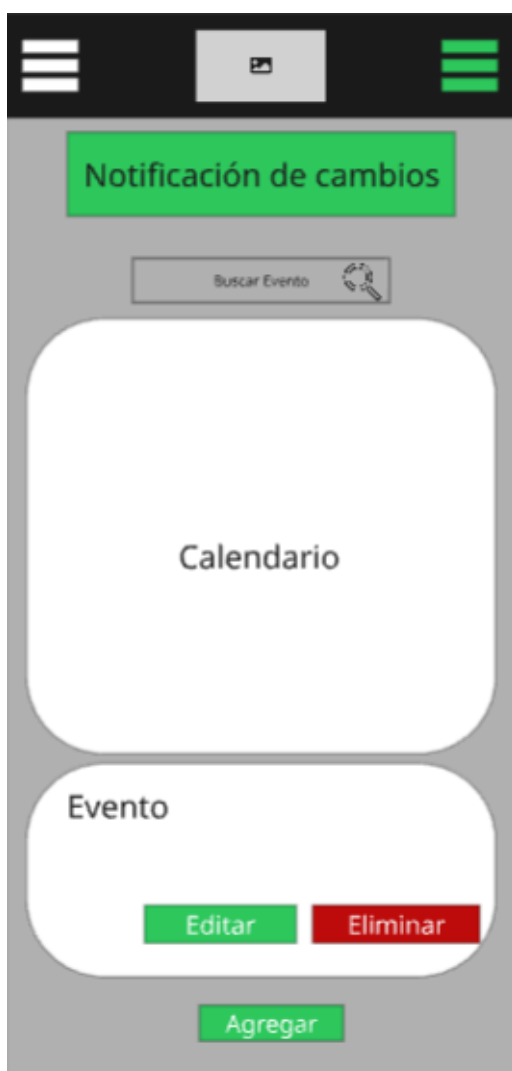 Notificación de cambios
Buscar Evento
Calendario
Evento
Editar
Eliminar
Agregar